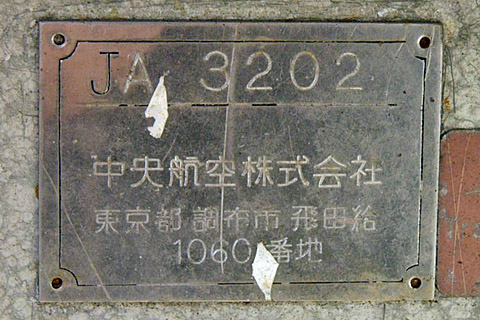 JA 3202
中央航空株式会社
東京都 調布市 飛田給
1060番地